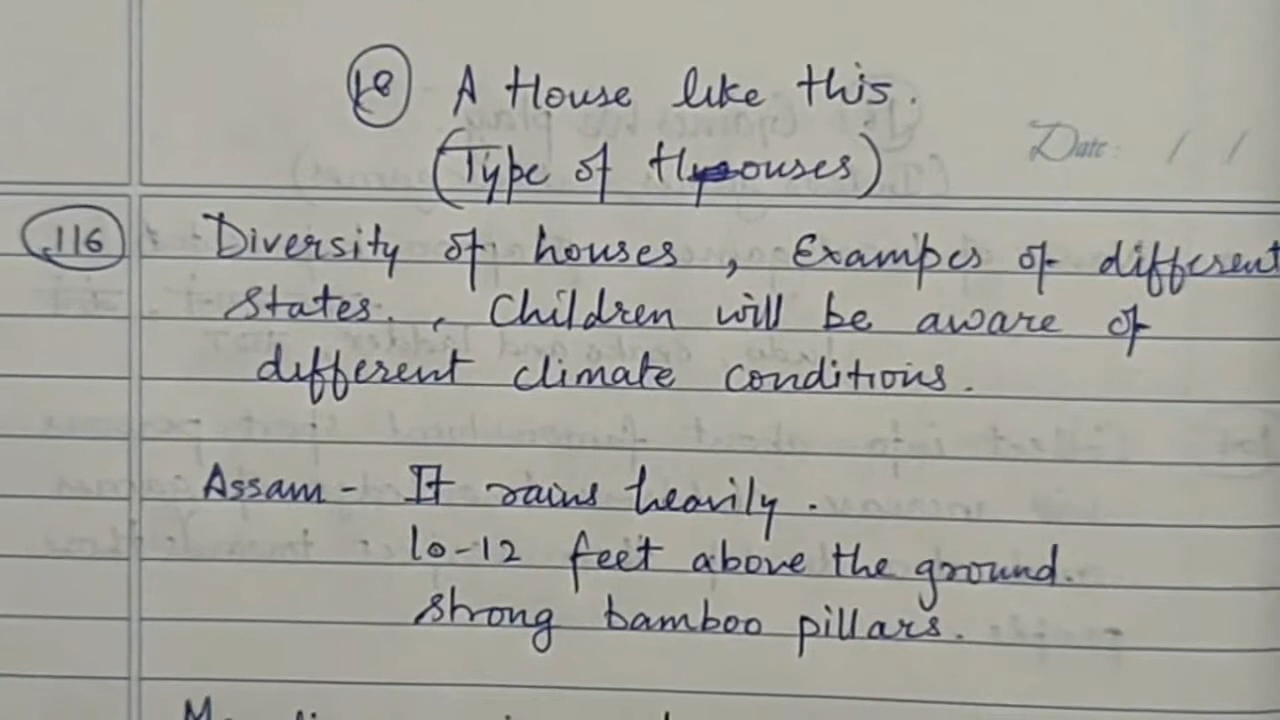 18 A House like this.
(Type of Houses)
Date: / /
116 Diversity of houses, Exampes of different
States., Children will be aware of
different climate conditions.
Assam - It rains heavily.
10-12 feet above the ground.
strong bamboo pillars.